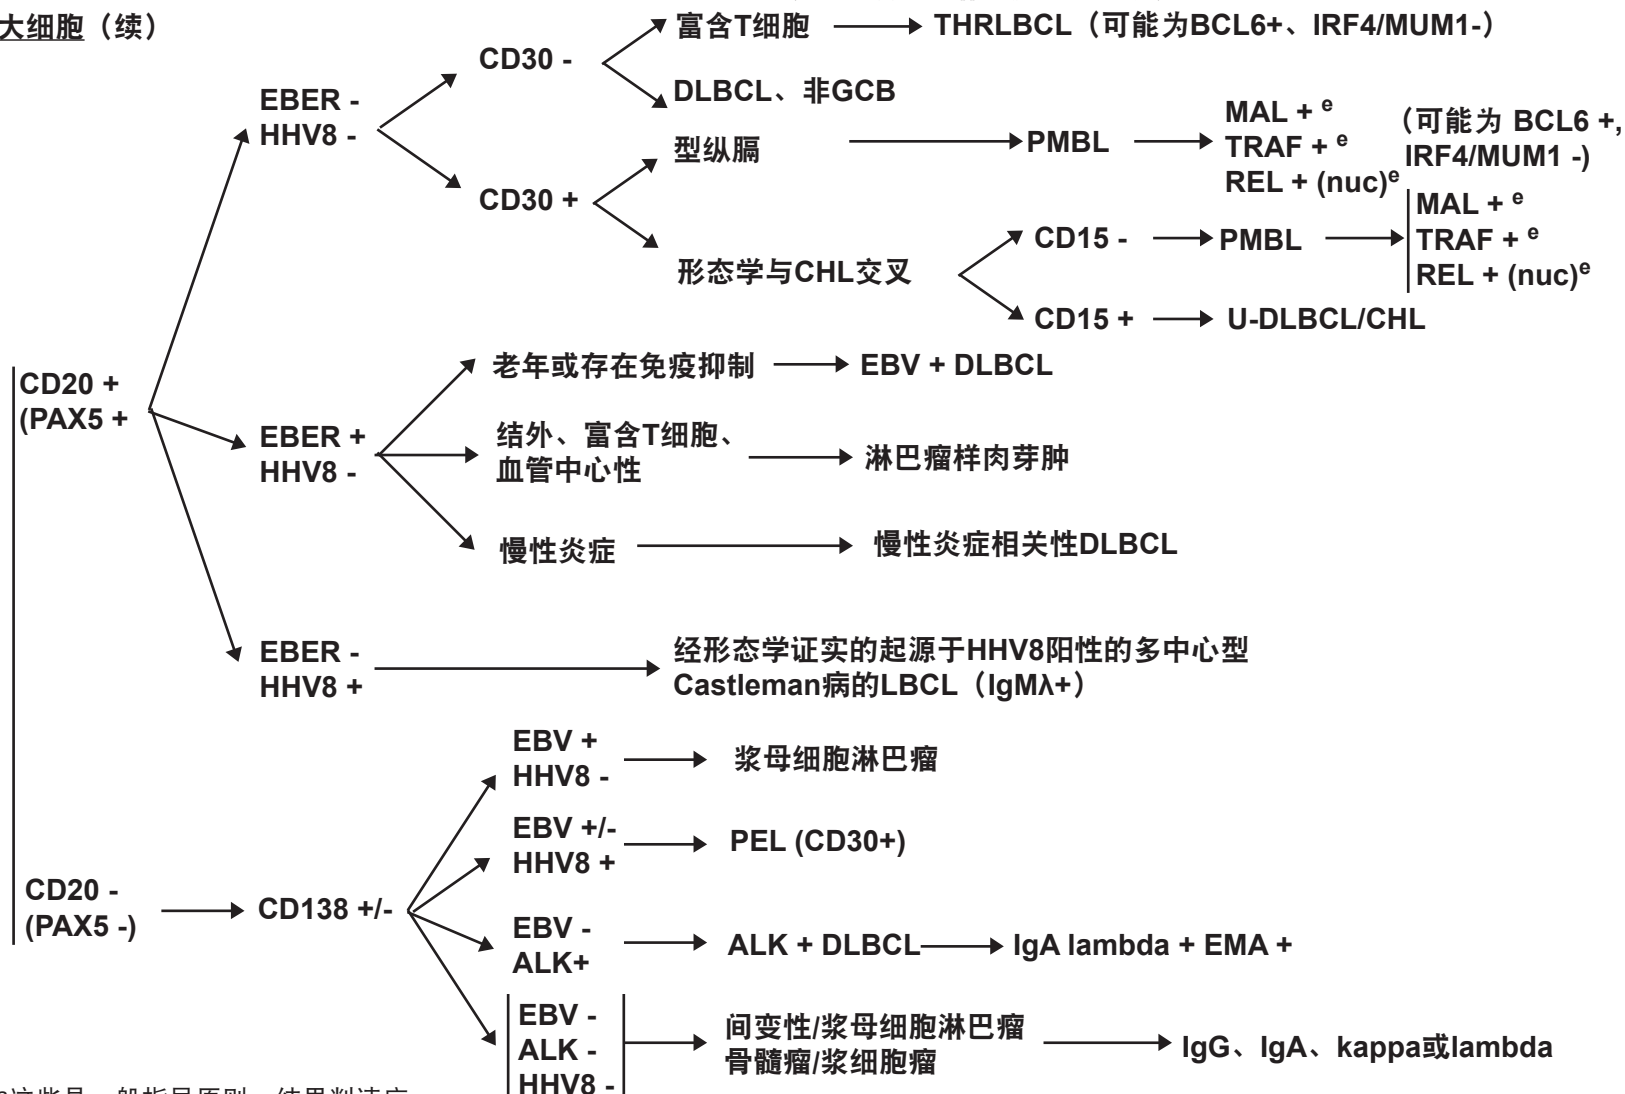 大细胞（续）
富含T细胞
THRLBCL（可能为BCL6+、IRF4/MUM1-）
CD30 -
DLBCL、非GCB
EBER -
HHV8 -
型纵膈
PMBL
MAL + e
TRAF + e
REL + (nuc)e
（可能为 BCL6 +,
IRF4/MUM1 -)
CD30 +
形态学与CHL交叉
CD15 -
PMBL
MAL + e
TRAF + e
REL + (nuc)e
CD15 +
U-DLBCL/CHL
CD20 +
(PAX5 +
老年或存在免疫抑制
EBV + DLBCL
EBER +
HHV8 -
结外、富含T细胞、
血管中心性
淋巴瘤样肉芽肿
慢性炎症
慢性炎症相关性DLBCL
EBER -
HHV8 +
经形态学证实的起源于HHV8阳性的多中心型
Castleman病的LBCL（IgMλ+）
EBV +
HHV8 -
浆母细胞淋巴瘤
EBV +/-
HHV8 +
PEL (CD30+)
CD20 -
(PAX5 -)
CD138 +/-
EBV -
ALK+
ALK + DLBCL
IgA lambda + EMA +
EBV -
ALK -
HHV8 -
间变性/浆母细胞淋巴瘤
骨髓瘤/浆细胞瘤
IgG、IgA、kappa或lambda